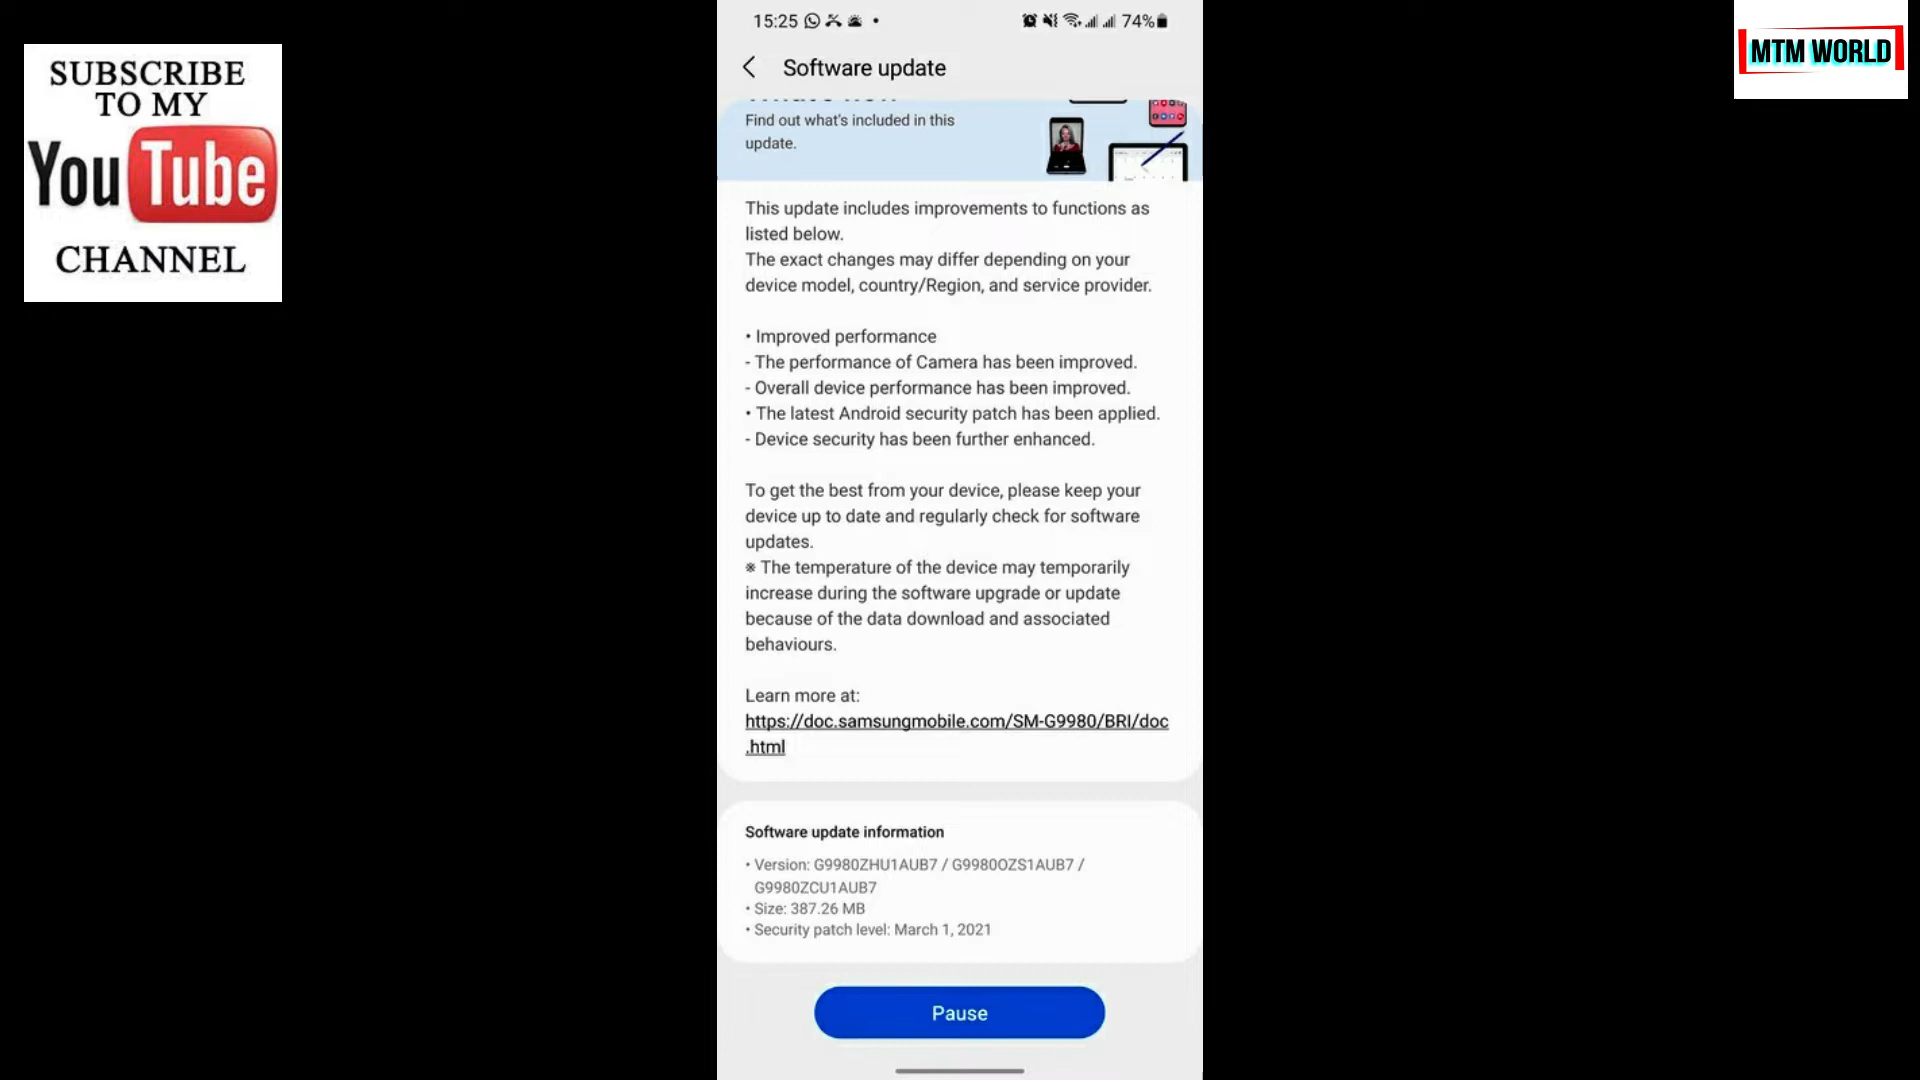 SUBSCRIBE
TO MY
YouTube
CHANNEL
MTM WORLD
15:25
74%
Software update
Find out what's included in this
update.
This update includes improvements to functions as
listed below.
The exact changes may differ depending on your
device model, country/Region, and service provider.
• Improved performance
- The performance of Camera has been improved.
- Overall device performance has been improved.
• The latest Android security patch has been applied.
- Device security has been further enhanced.
To get the best from your device, please keep your
device up to date and regularly check for software
updates.
※ The temperature of the device may temporarily
increase during the software upgrade or update
because of the data download and associated
behaviours.
Learn more at:
https://doc.samsungmobile.com/SM-G9980/BRI/doc
.html
Software update information
• Version: G9980ZHU1AUB7 / G9980OZS1AUB7 /
G9980ZCU1AUB7
• Size: 387.26 MB
• Security patch level: March 1, 2021
Pause